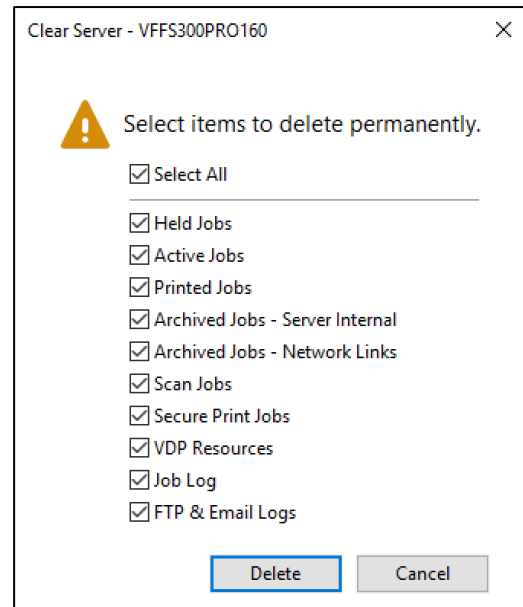 Clear Server - VFFS300PRO160
Select items to delete permanently.
Select All
Held Jobs
Active Jobs
Printed Jobs
Archived Jobs - Server Internal
Archived Jobs - Network Links
Scan Jobs
Secure Print Jobs
VDP Resources
Job Log
FTP & Email Logs
Delete Cancel